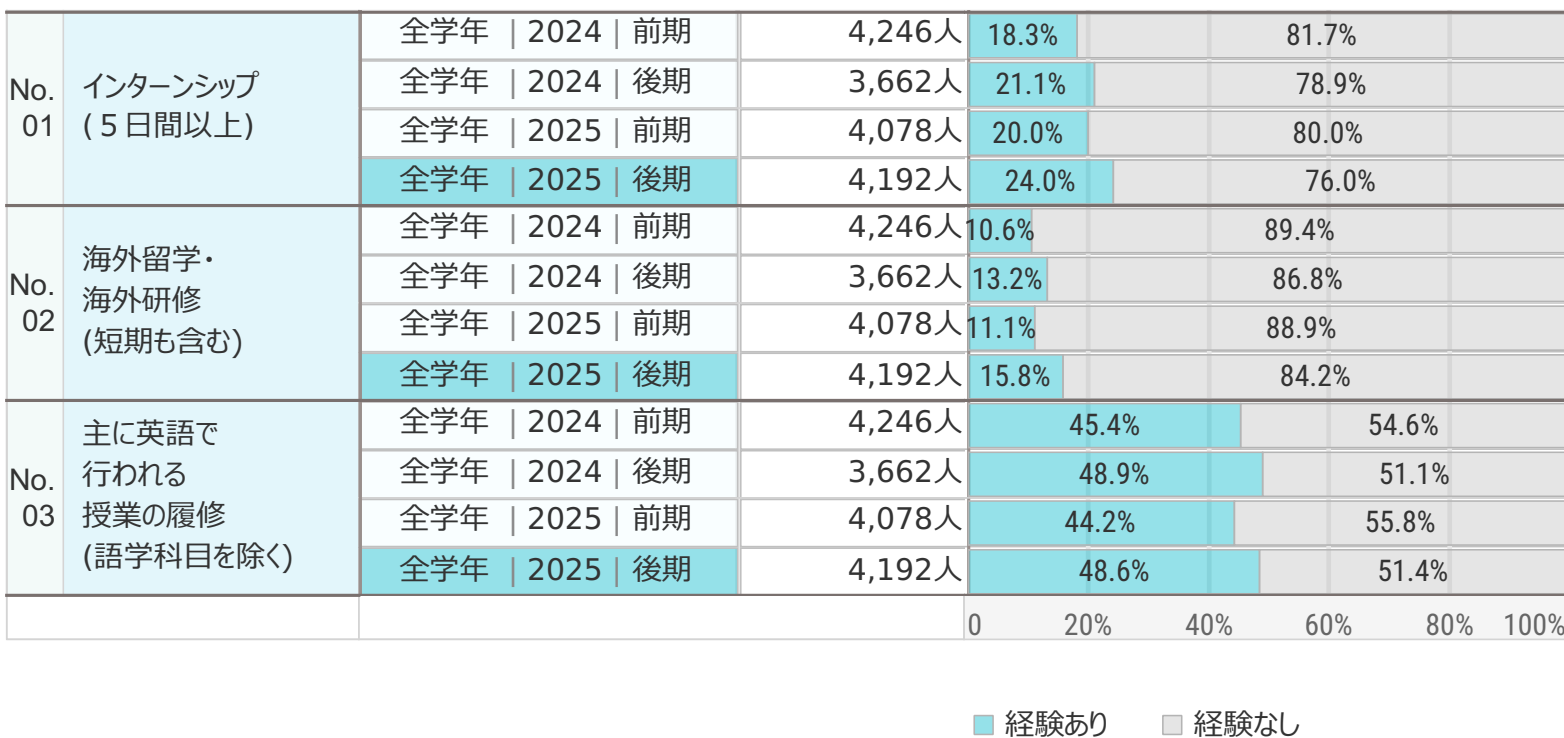 No. 01
インターンシップ
(５日間以上)
全学年 | 2024 | 前期 4,246人 18.3% 81.7%
全学年 | 2024 | 後期 3,662人 21.1% 78.9%
全学年 | 2025 | 前期 4,078人 20.0% 80.0%
全学年 | 2025 | 後期 4,192人 24.0% 76.0%
No. 02
海外留学・
海外研修
(短期も含む)
全学年 | 2024 | 前期 4,246人 10.6% 89.4%
全学年 | 2024 | 後期 3,662人 13.2% 86.8%
全学年 | 2025 | 前期 4,078人 11.1% 88.9%
全学年 | 2025 | 後期 4,192人 15.8% 84.2%
No. 03
主に英語で
行われる
授業の履修
(語学科目を除く)
全学年 | 2024 | 前期 4,246人 45.4% 54.6%
全学年 | 2024 | 後期 3,662人 48.9% 51.1%
全学年 | 2025 | 前期 4,078人 44.2% 55.8%
全学年 | 2025 | 後期 4,192人 48.6% 51.4%
0 20% 40% 60% 80% 100%
経験あり 経験なし